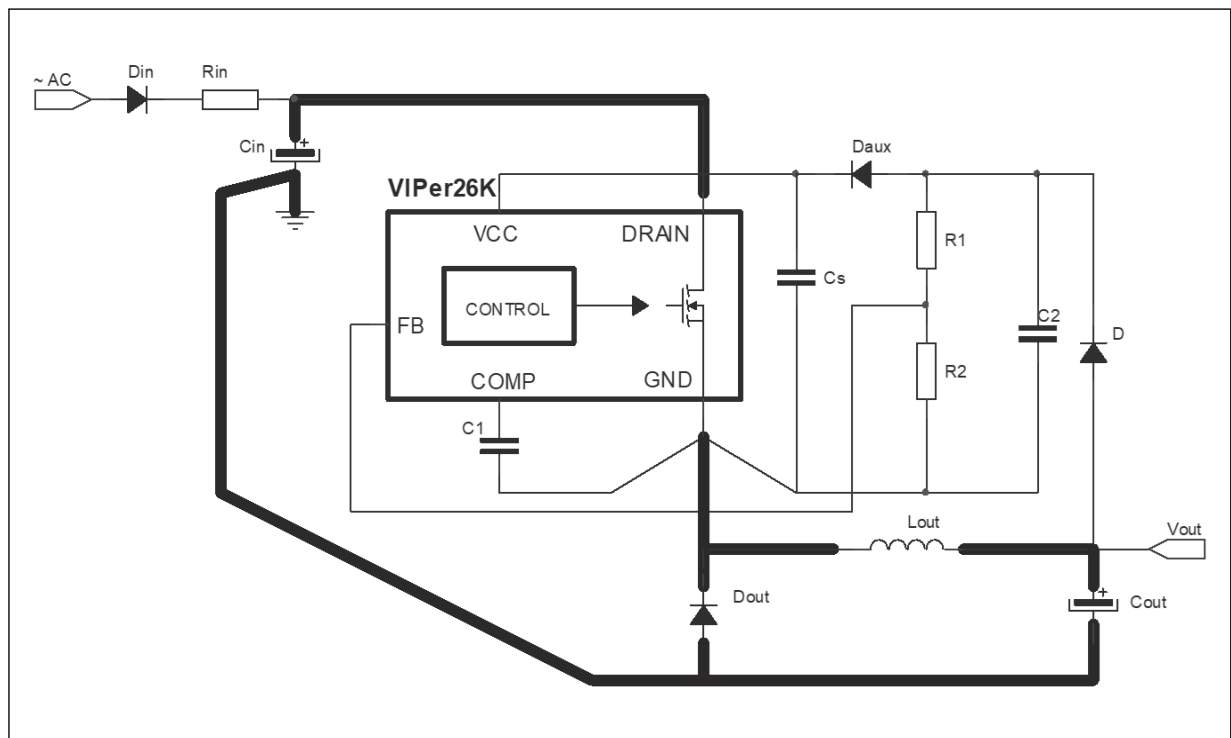 ~ AC
Din
Rin
Cin
+
VIPer26K
Daux
VCC
DRAIN
R1
Cs
CONTROL
FB
C2
D
R2
COMP
GND
C1
Lout
Vout
Dout
+
Cout